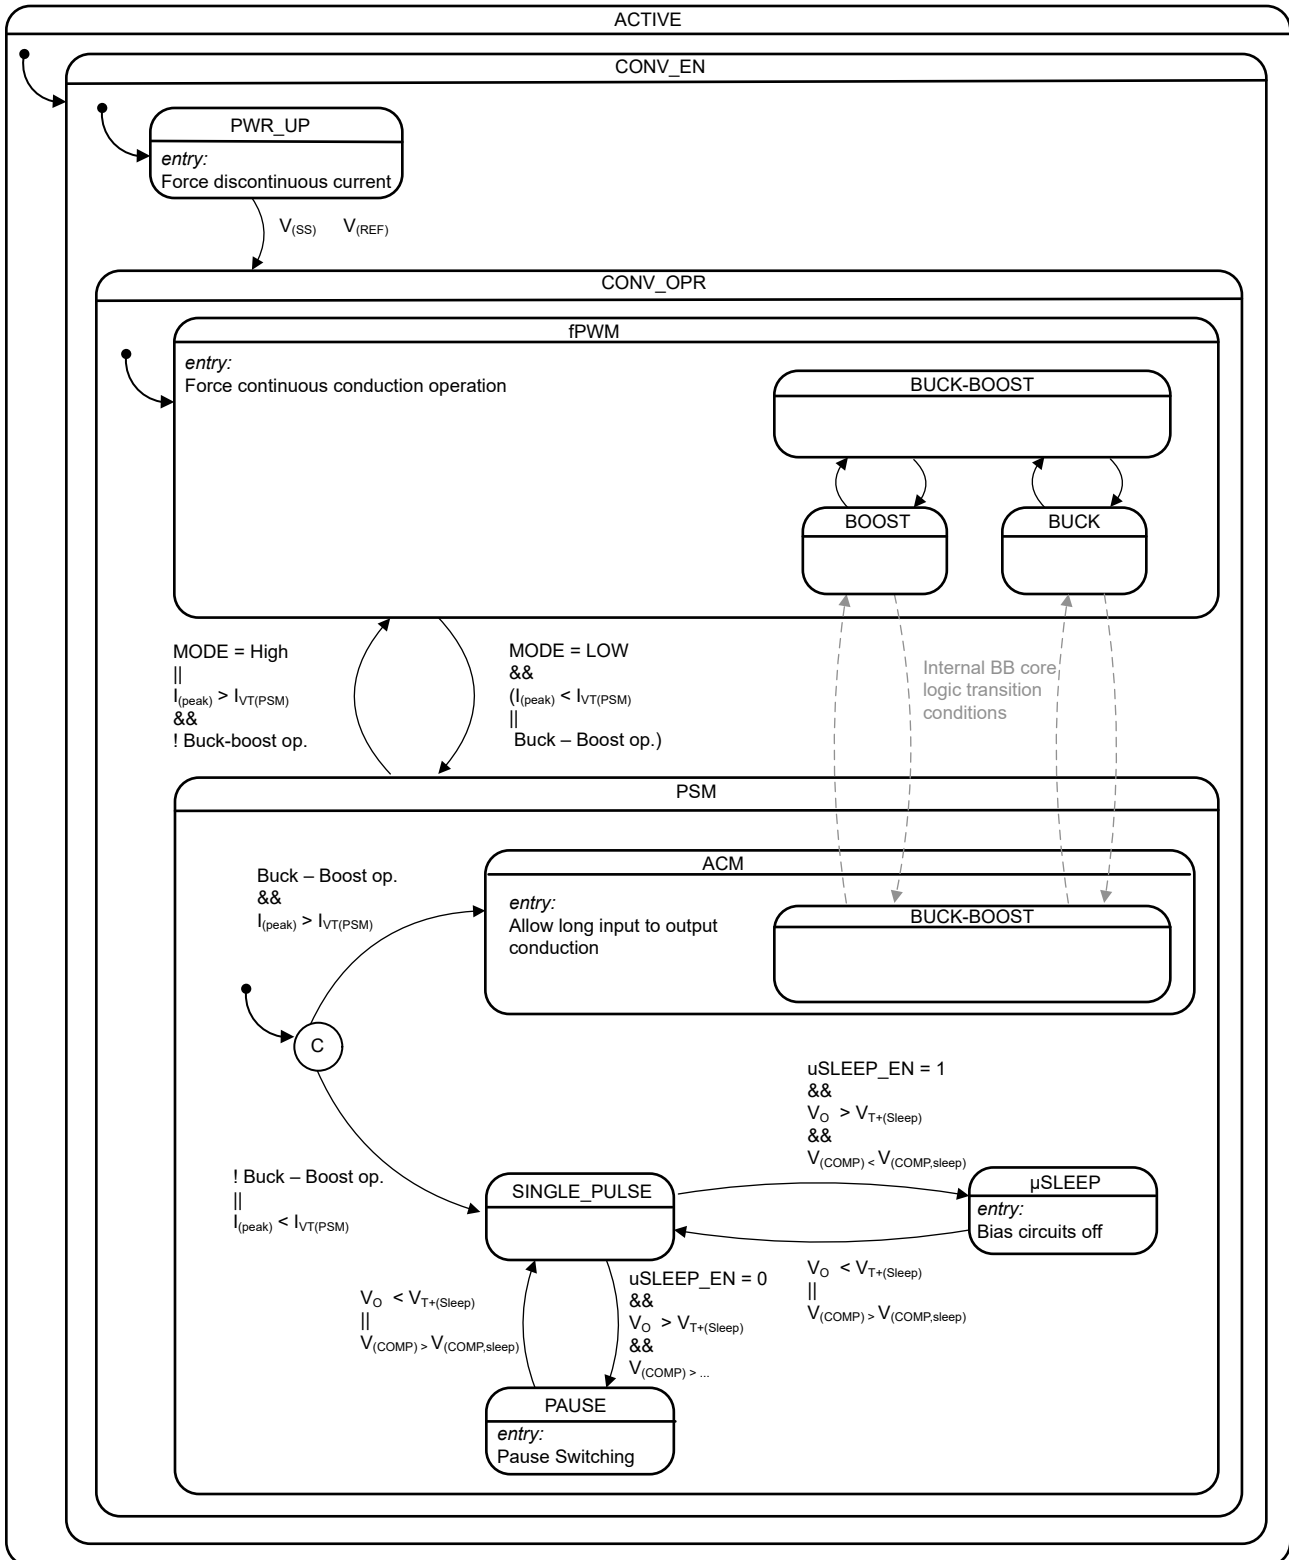 ACTIVE
CONV_EN
PWR_UP
entry:
Force discontinuous current
V(SS) V(REF)
CONV_OPR
fPWM
entry:
Force continuous conduction operation
BUCK-BOOST
BOOST
BUCK
MODE = High
||
I(peak) > IVT(PSM)
&&
! Buck-boost op.
MODE = LOW
&&
(I(peak) < IVT(PSM)
||
Buck – Boost op.)
Internal BB core
logic transition
conditions
PSM
ACM
entry:
Allow long input to output
conduction
BUCK-BOOST
Buck – Boost op.
&&
I(peak) > IVT(PSM)
C
! Buck – Boost op.
||
I(peak) < IVT(PSM)
uSLEEP_EN = 1
&&
VO > VT+(Sleep)
&&
V(COMP) < V(COMP,sleep)
SINGLE_PULSE
µSLEEP
entry:
Bias circuits off
VO < VT+(Sleep)
||
V(COMP) > V(COMP,sleep)
VO < VT+(Sleep)
||
V(COMP) > V(COMP,sleep)
uSLEEP_EN = 0
&&
VO > VT+(Sleep)
&&
V(COMP) > ...
PAUSE
entry:
Pause Switching